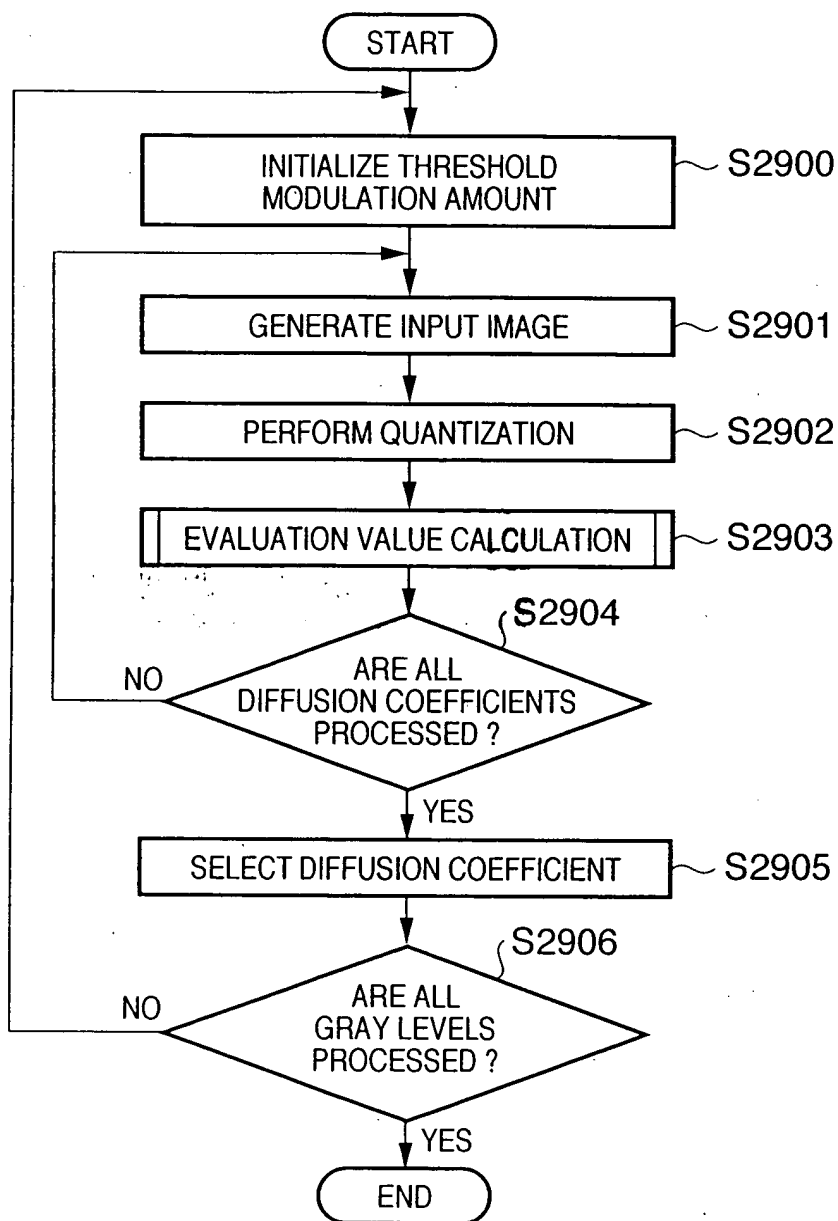 START
INITIALIZE THRESHOLD
MODULATION AMOUNT
S2900
GENERATE INPUT IMAGE
S2901
PERFORM QUANTIZATION
S2902
EVALUATION VALUE CALCULATION
S2903
S2904
ARE ALL
DIFFUSION COEFFICIENTS
PROCESSED ?
NO
YES
SELECT DIFFUSION COEFFICIENT
S2905
S2906
ARE ALL
GRAY LEVELS
PROCESSED ?
NO
YES
END